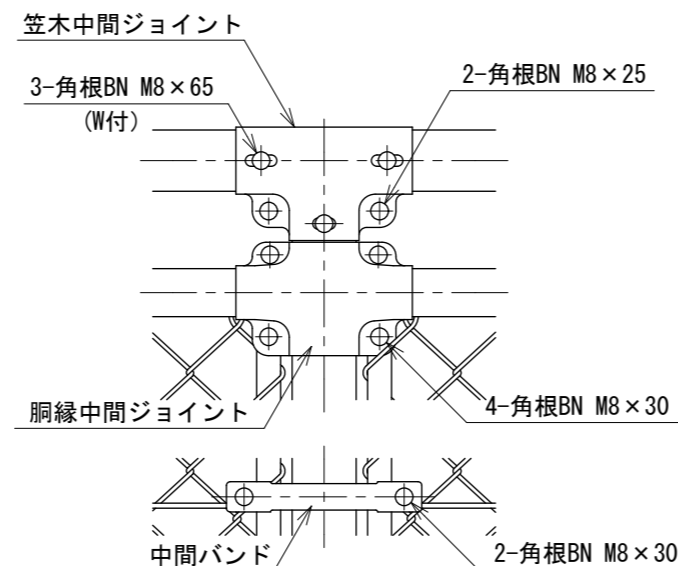 笠木中間ジョイント
3-角根BN M8×65
(W付)
2-角根BN M8×25
胴縁中間ジョイント
4-角根BN M8×30
中間バンド
2-角根BN M8×30